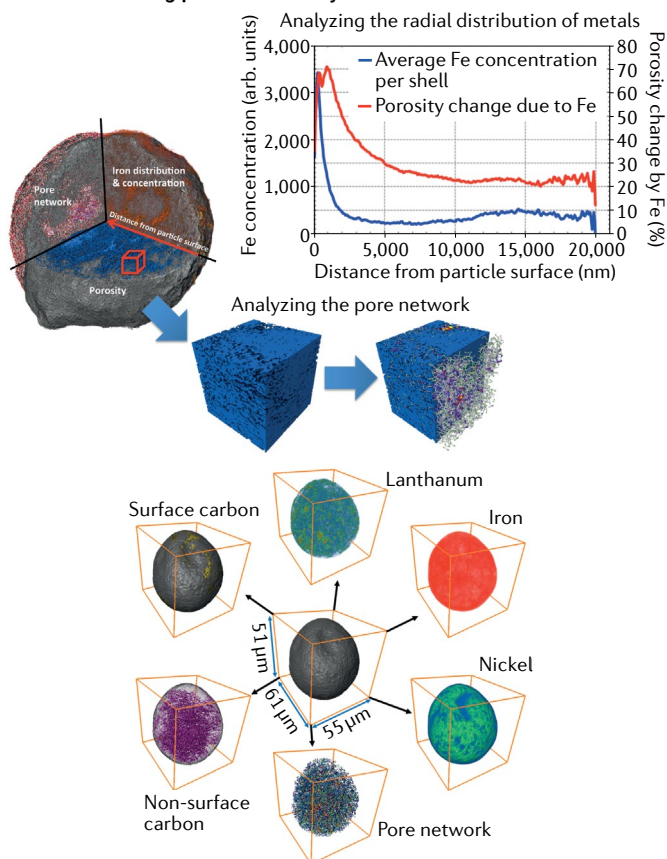 Analyzing the radial distribution of metals
Fe concentration (arb. units)
4,000
3,000
2,000
1,000
0
Average Fe concentration
per shell
Porosity change due to Fe
80
70
60
50
40
30
20
10
0
Porosity change by Fe (%)
0
5,000
10,000
15,000
20,000
Distance from particle surface (nm)
Pore
network
Iron distribution
& concentration
Distance from particle surface
Porosity
Analyzing the pore network
Lanthanum
Surface carbon
Iron
51 μm
61 μm
55 μm
Nickel
Non-surface
carbon
Pore network